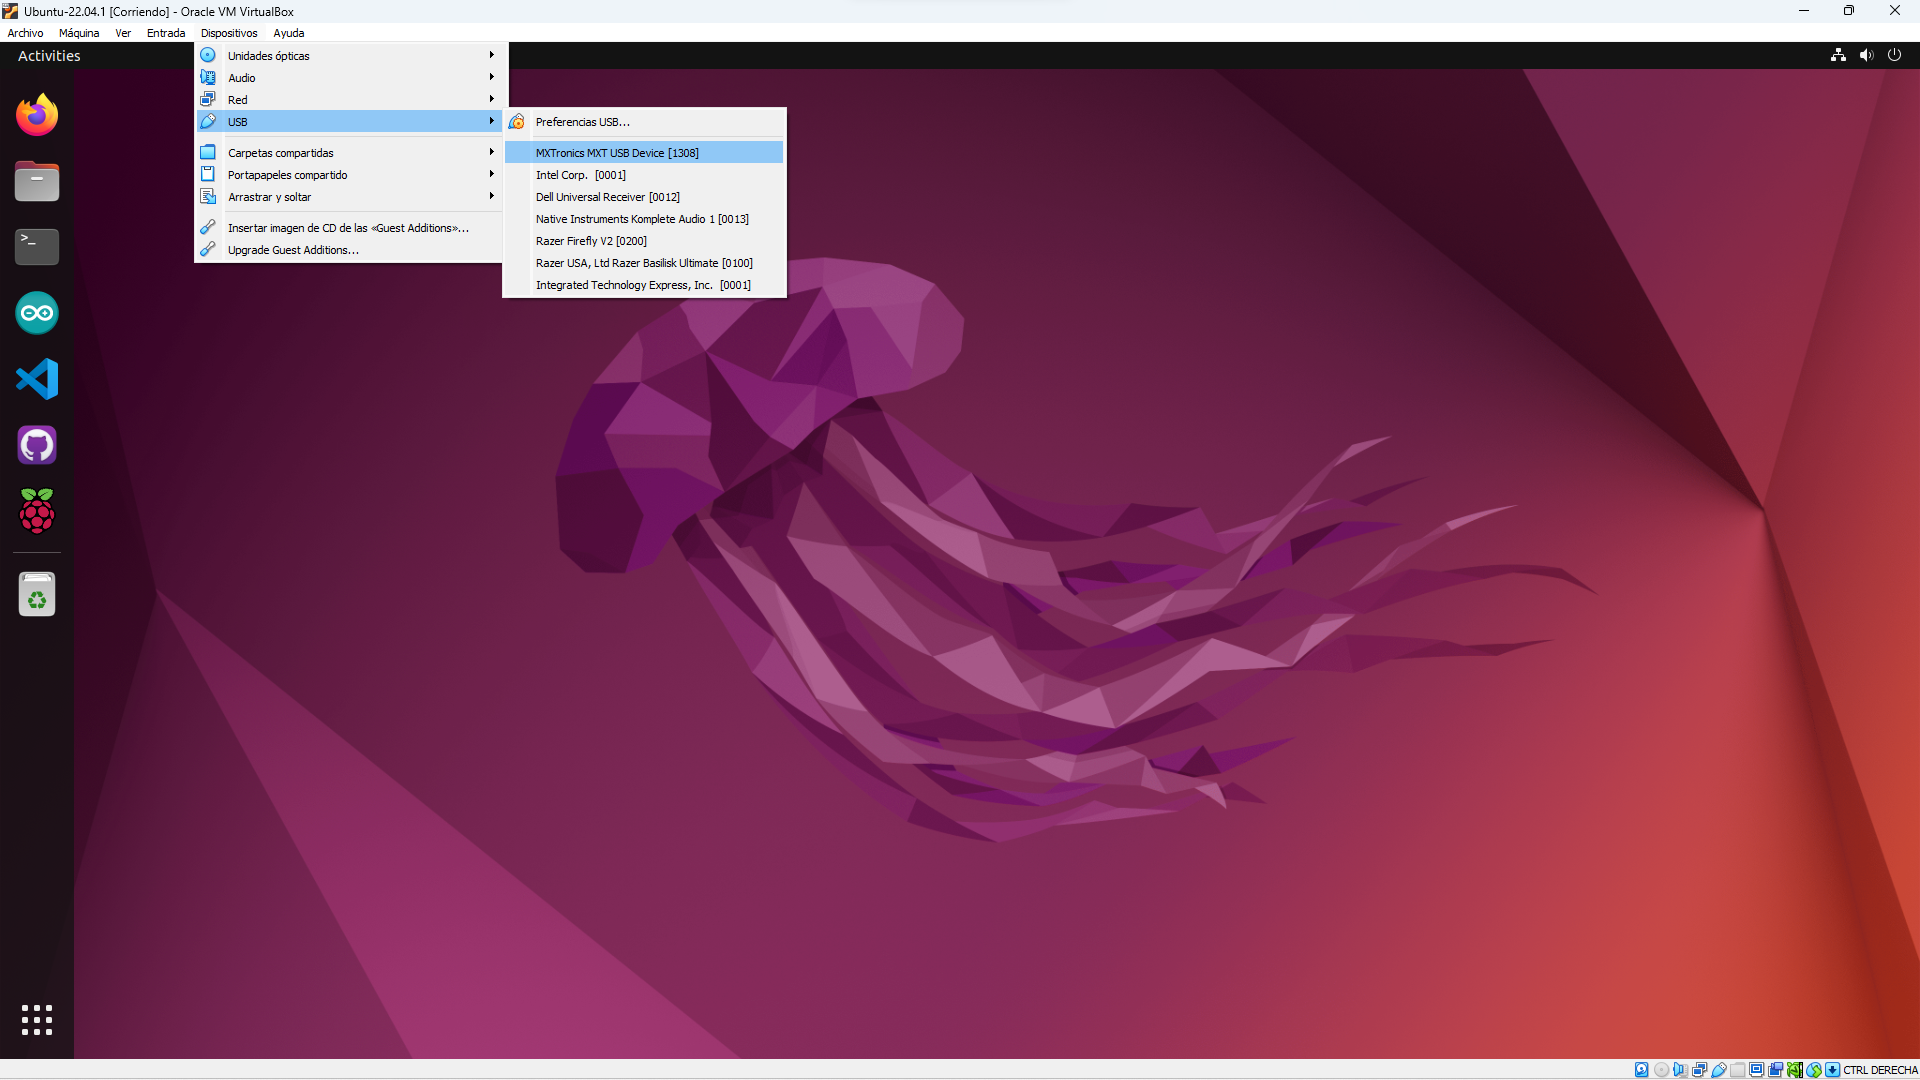 Ubuntu-22.04.1 [Corriendo] - Oracle VM VirtualBox
Archivo Máquina Ver Entrada Dispositivos Ayuda
Activities
Unidades ópticas
Audio
Red
USB
Carpetas compartidas
Portapapeles compartido
Arrastrar y soltar
Insertar imagen de CD de las «Guest Additions»...
Upgrade Guest Additions...
Preferencias USB...
MXTronics MXT USB Device [1308]
Intel Corp. [0001]
Dell Universal Receiver [0012]
Native Instruments Komplete Audio 1 [0013]
Razer Firefly V2 [0200]
Razer USA, Ltd Razer Basilisk Ultimate [0100]
Integrated Technology Express, Inc. [0001]
>_
CTRL DERECHA